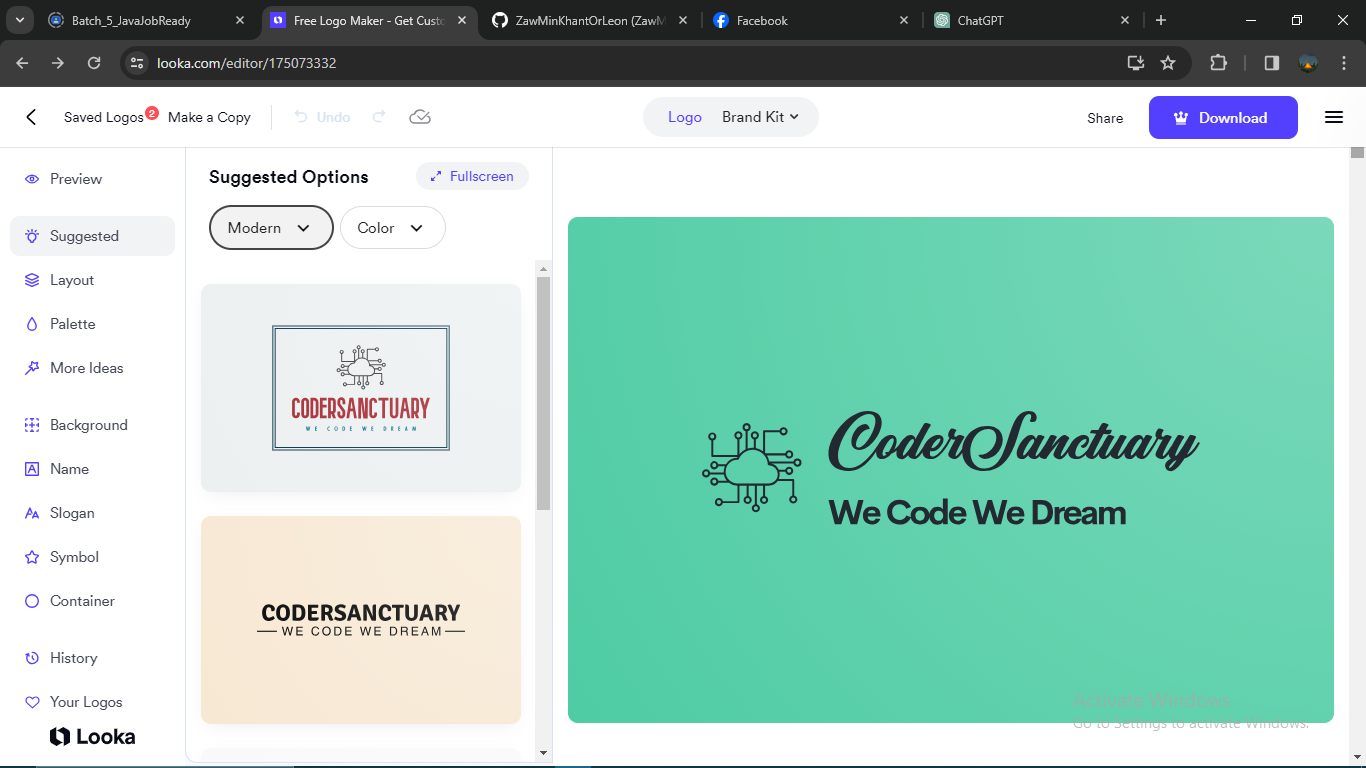 Batch_5_JavaJobReady
Free Logo Maker - Get Cust
ZawMinKhantOrLeon (ZawM
Facebook
ChatGPT
looka.com/editor/175073332
Saved Logos 2
Make a Copy
Undo
Logo
Brand Kit
Share
Download
Preview
Suggested
Layout
Palette
More Ideas
Background
Name
Slogan
Symbol
Container
History
Your Logos
Looka
Suggested Options
Fullscreen
Modern
Color
CODERSANCTUARY
WE CODE WE DREAM
CODERSANCTUARY
WE CODE WE DREAM
CoderSanctuary
We Code We Dream
Activate Windows
Go to Settings to activate Windows.